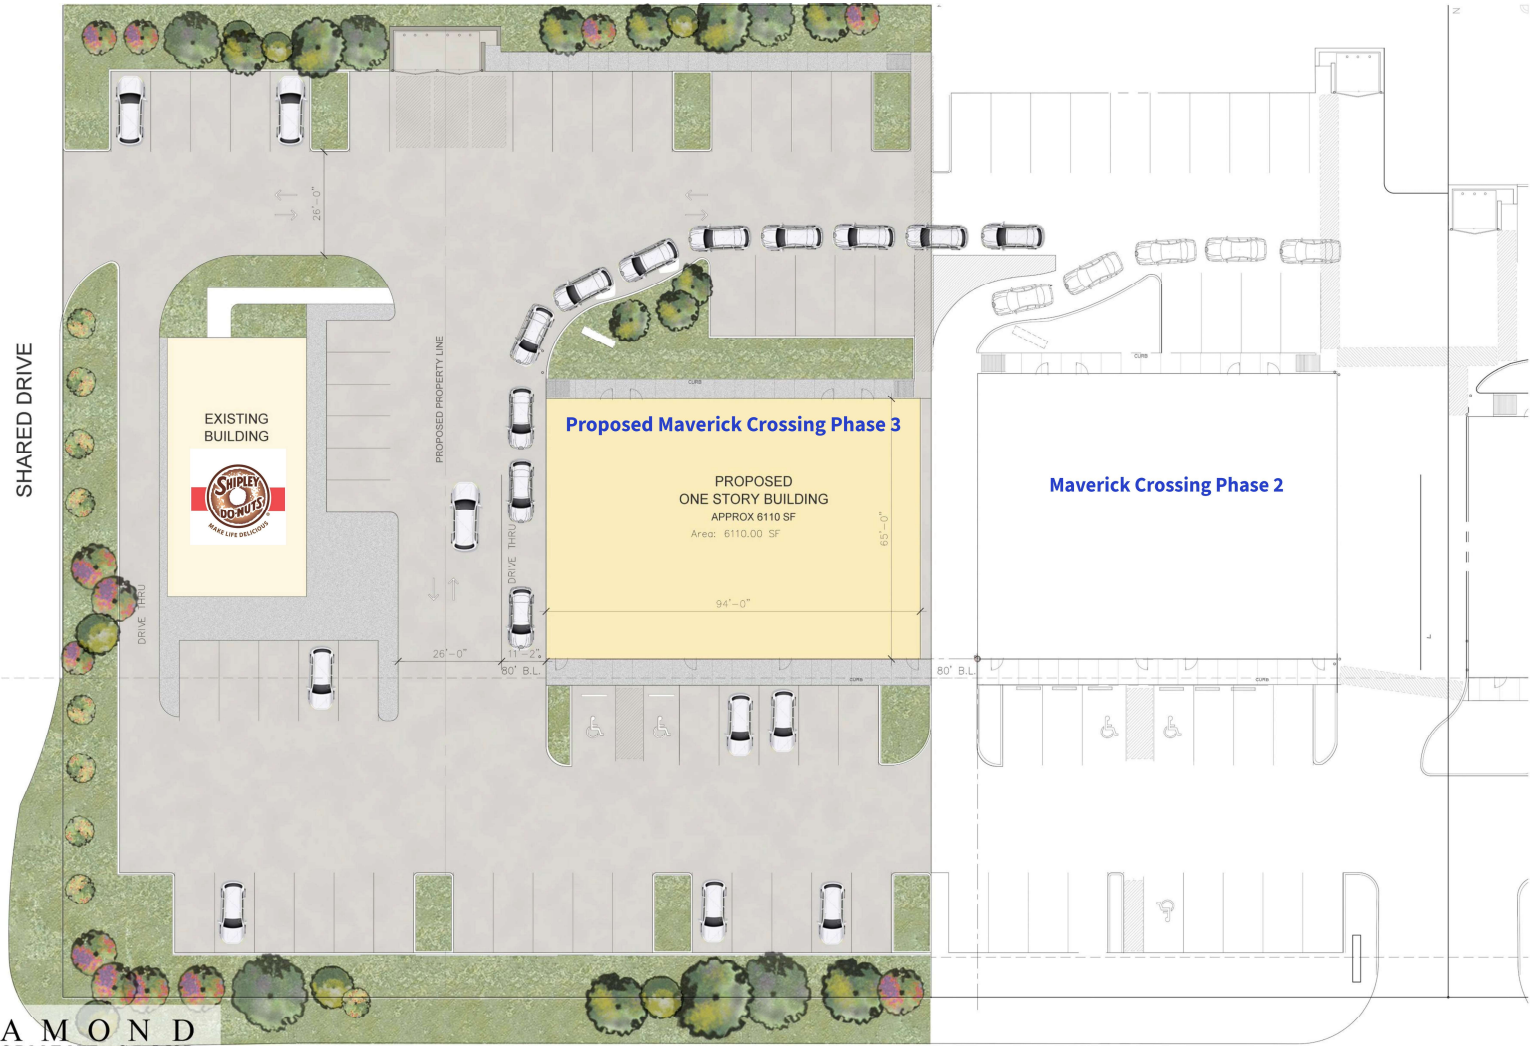 N
26'-0"
SHARED DRIVE
PROPOSED PROPERTY LINE
CURB
CURB
EXISTING
BUILDING
SHIPLEY
DO-NUTS
MAKE LIFE DELICIOUS
Proposed Maverick Crossing Phase 3
PROPOSED
ONE STORY BUILDING
APPROX 6110 SF
Area: 6110.00 SF
65'-0"
94'-0"
Maverick Crossing Phase 2
DRIVE THRU
DRIVE THRU
26'-0"
11'-2"
80' B.L.
80' B.L.
CURB
CURB
AMOND